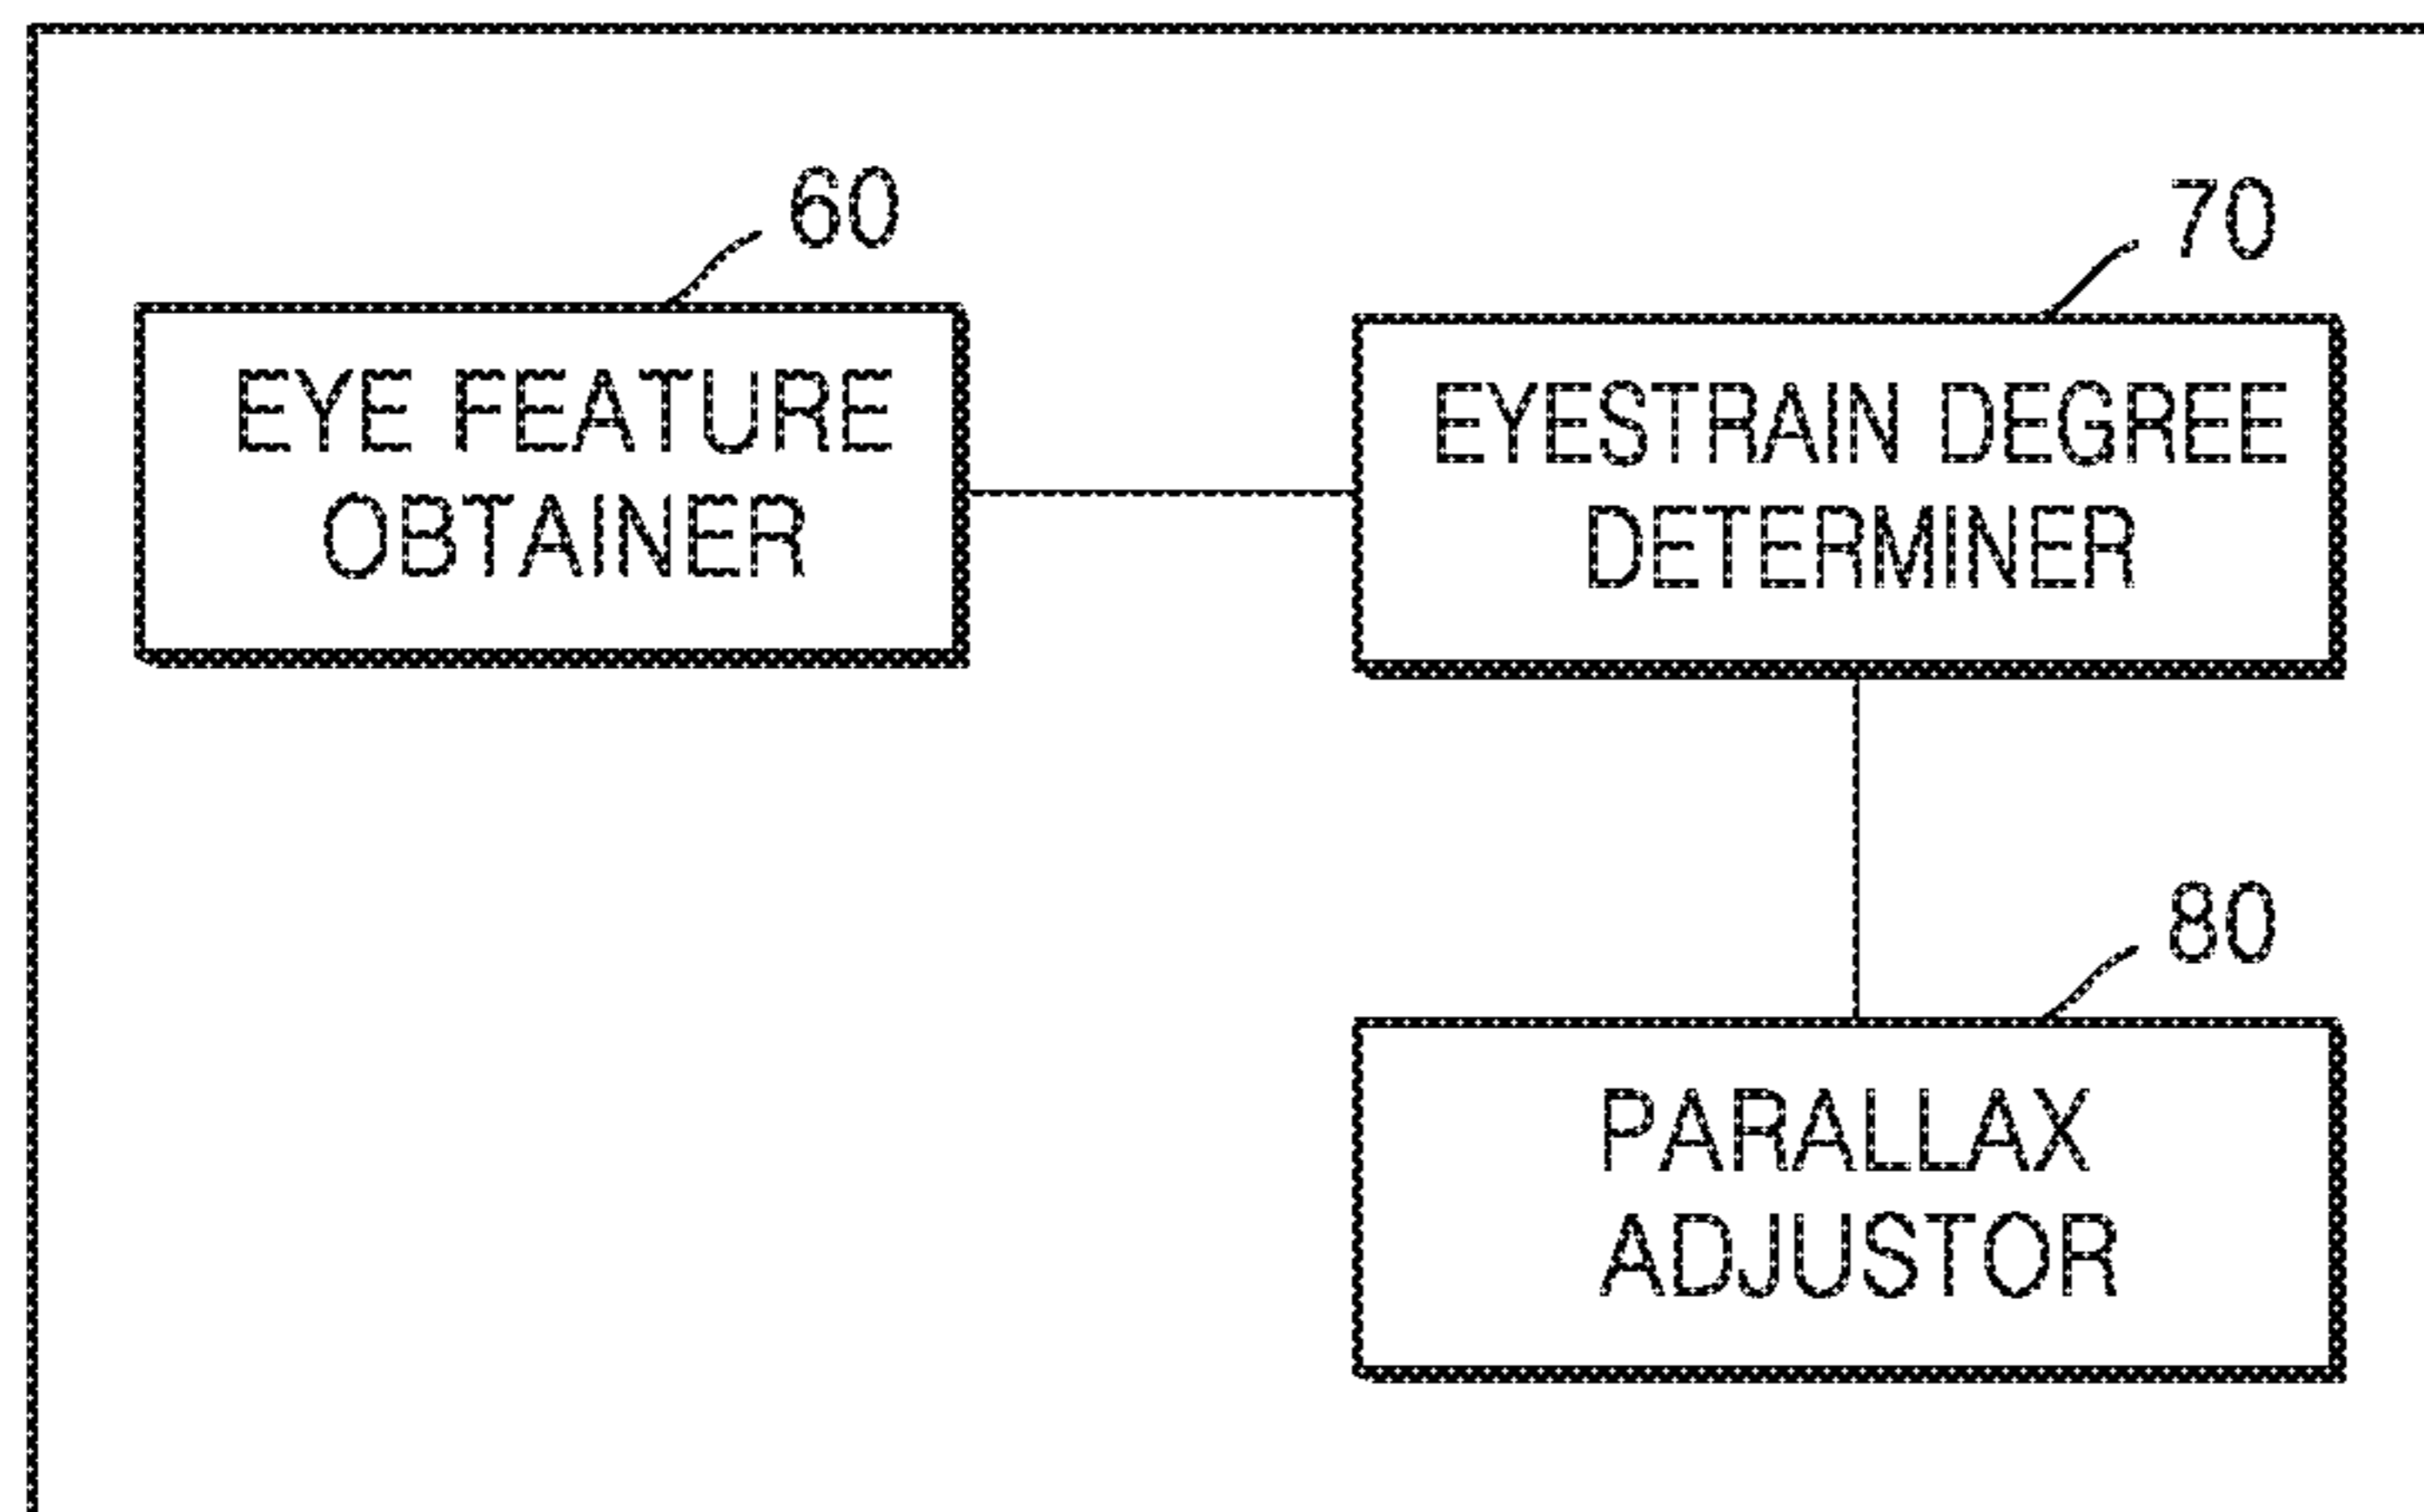 60
EYE FEATURE
OBTAINER
70
EYESTRAIN DEGREE
DETERMINER
80
PARALLAX
ADJUSTOR